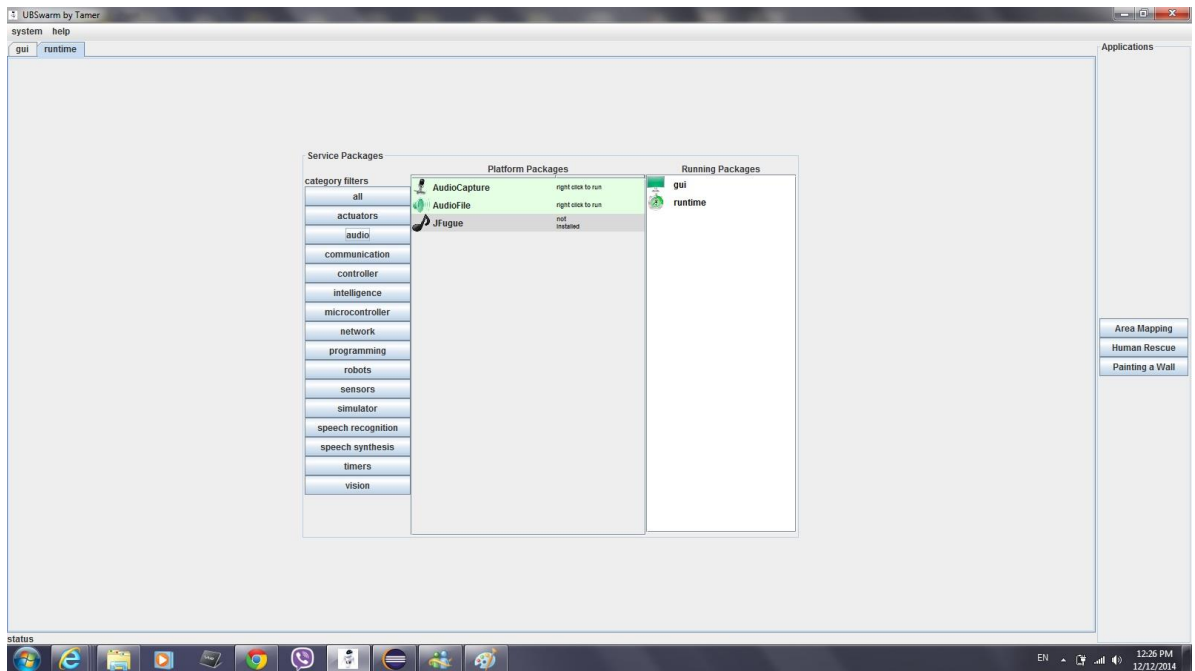 UBSwarm by Tamer
system help
gui runtime
Applications
Service Packages
Platform Packages
Running Packages
category filters
all
actuators
audio
communication
controller
intelligence
microcontroller
network
programming
robots
sensors
simulator
speech recognition
speech synthesis
timers
vision
AudioCapture right click to run
AudioFile right click to run
JFugue not
installed
gui
runtime
Area Mapping
Human Rescue
Painting a Wall
status
EN
12:26 PM
12/12/2014